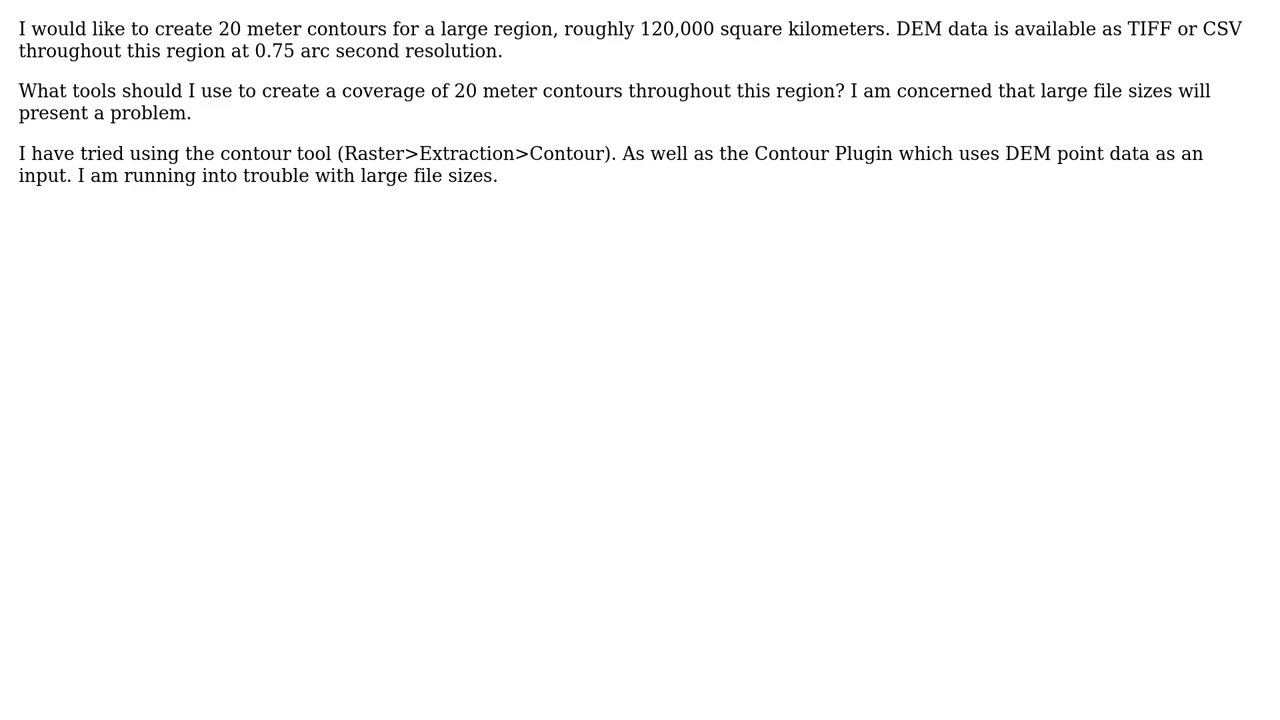 I would like to create 20 meter contours for a large region, roughly 120,000 square kilometers. DEM data is available as TIFF or CSV
throughout this region at 0.75 arc second resolution.
What tools should I use to create a coverage of 20 meter contours throughout this region? I am concerned that large file sizes will
present a problem.
I have tried using the contour tool (Raster>Extraction>Contour). As well as the Contour Plugin which uses DEM point data as an
input. I am running into trouble with large file sizes.